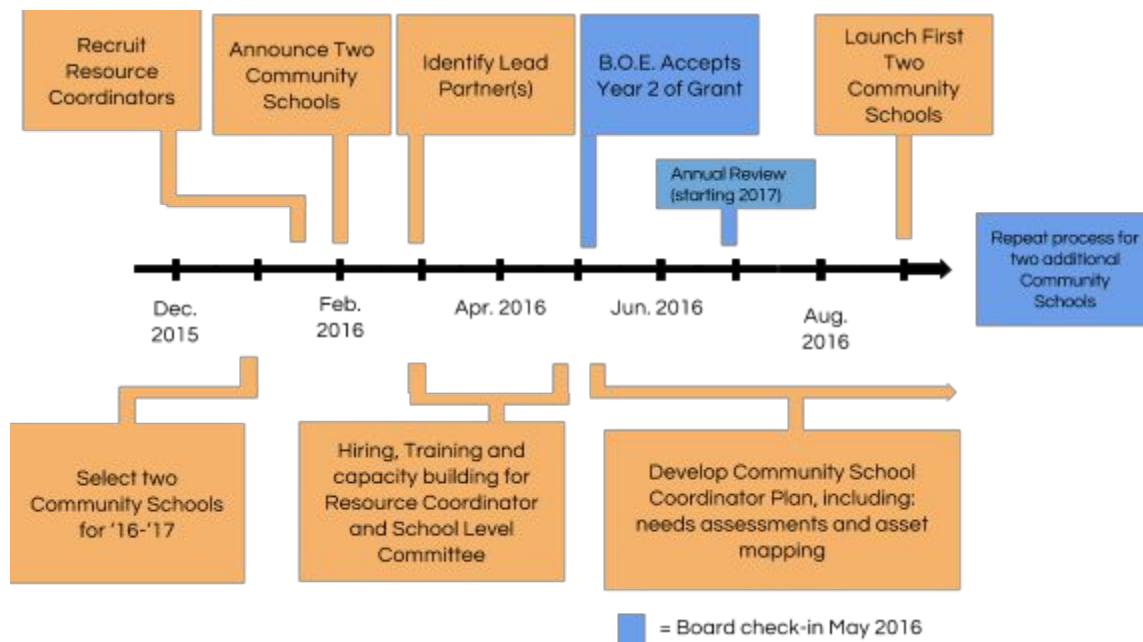 Recruit
Resource
Coordinators
Announce Two
Community
Schools
Identify Lead
Partner(s)
B.O.E. Accepts
Year 2 of Grant
Launch First
Two
Community
Schools
Annual Review
(starting 2017)
Repeat process for
two additional
Community
Schools
Dec.
2015
Feb.
2016
Apr. 2016
Jun. 2016
Aug.
2016
Select two
Community Schools
for '16-'17
Hiring, Training and
capacity building for
Resource Coordinator
and School Level
Committee
Develop Community School
Coordinator Plan, including:
needs assessments and asset
mapping
= Board check-in May 2016